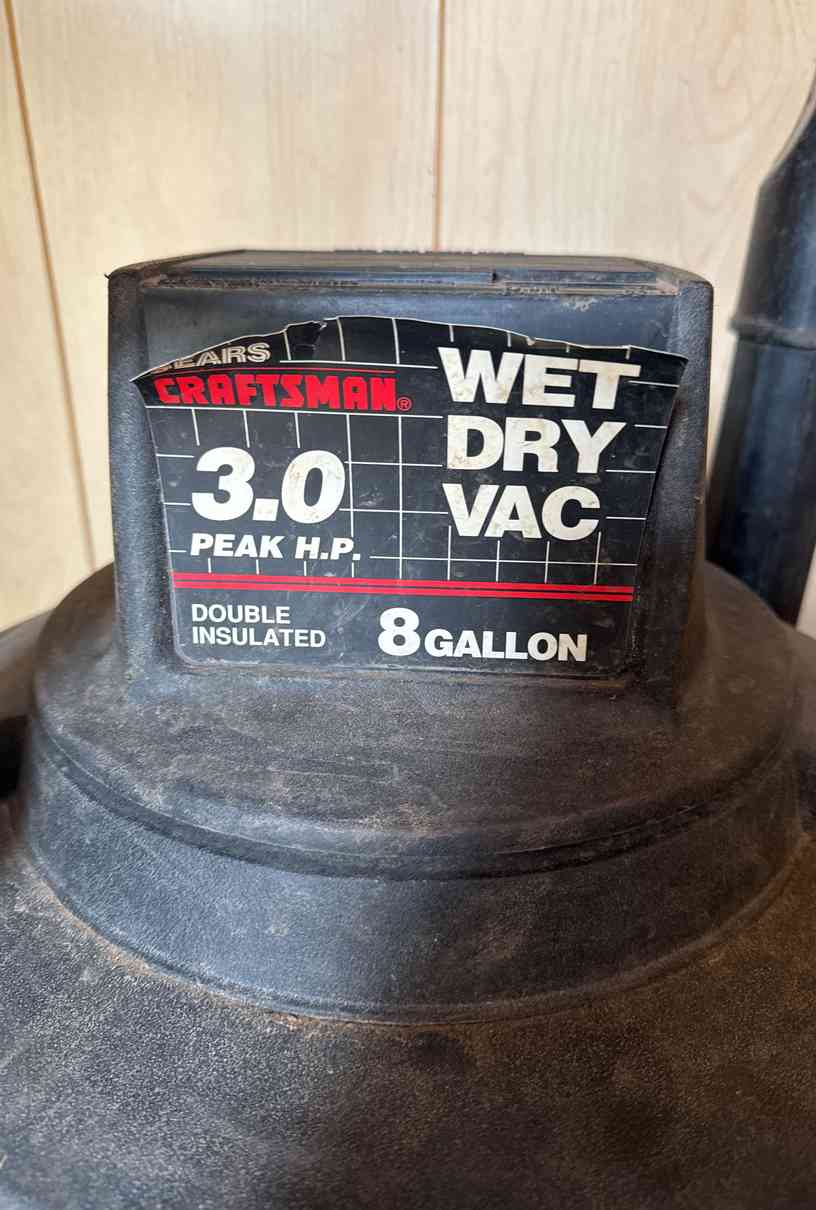 SEARS
CRAFTSMAN®
WET
DRY
VAC
3.0
PEAK H.P.
DOUBLE
INSULATED
8 GALLON